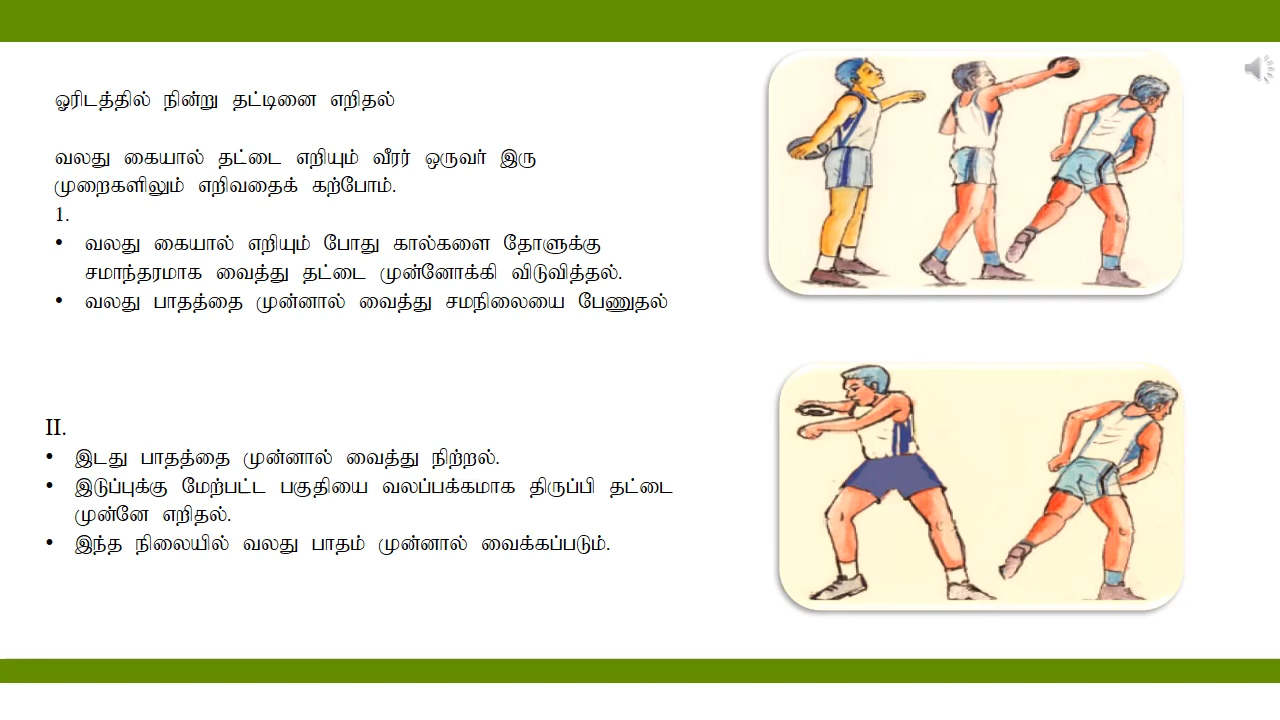 ஓரிடத்தில் நின்று தட்டினை எறிதல்
வலது கையால் தட்டை எறியும் வீரர் ஒருவர் இரு
முறைகளிலும் எறிவதைக் கற்போம்.
1.
• வலது கையால் எறியும் போது கால்களை தோளுக்கு
சமாந்தரமாக வைத்து தட்டை முன்னோக்கி விடுவித்தல்.
• வலது பாதத்தை முன்னால் வைத்து சமநிலையை பேணுதல்
II.
• இடது பாதத்தை முன்னால் வைத்து நிற்றல்.
• இடுப்புக்கு மேற்பட்ட பகுதியை வலப்பக்கமாக திருப்பி தட்டை
முன்னே எறிதல்.
• இந்த நிலையில் வலது பாதம் முன்னால் வைக்கப்படும்.